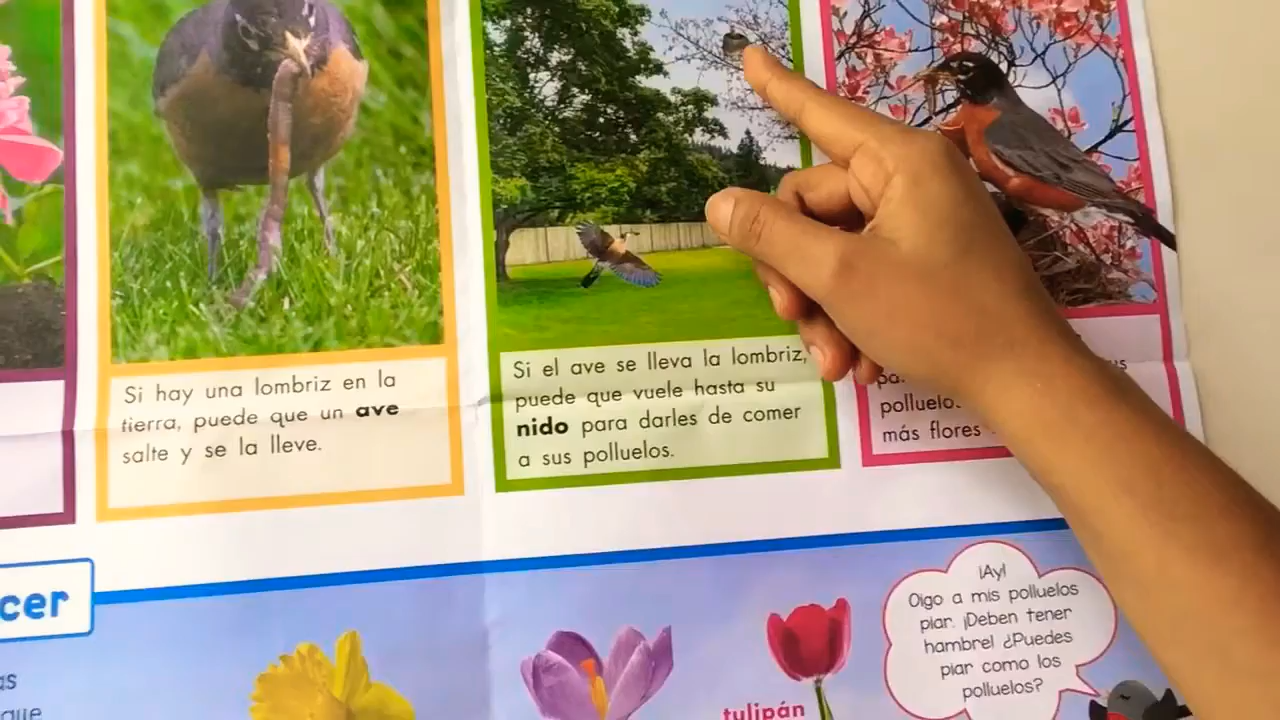 Si hay una lombriz en la
tierra, puede que un ave
salte y se la lleve.
Si el ave se lleva la lombriz,
puede que vuele hasta su
nido para darles de comer
a sus polluelos.
más flores
cer
tulipán
¡Ay!
Oigo a mis polluelos
piar. ¡Deben tener
hambre! ¿Puedes
piar como los
polluelos?